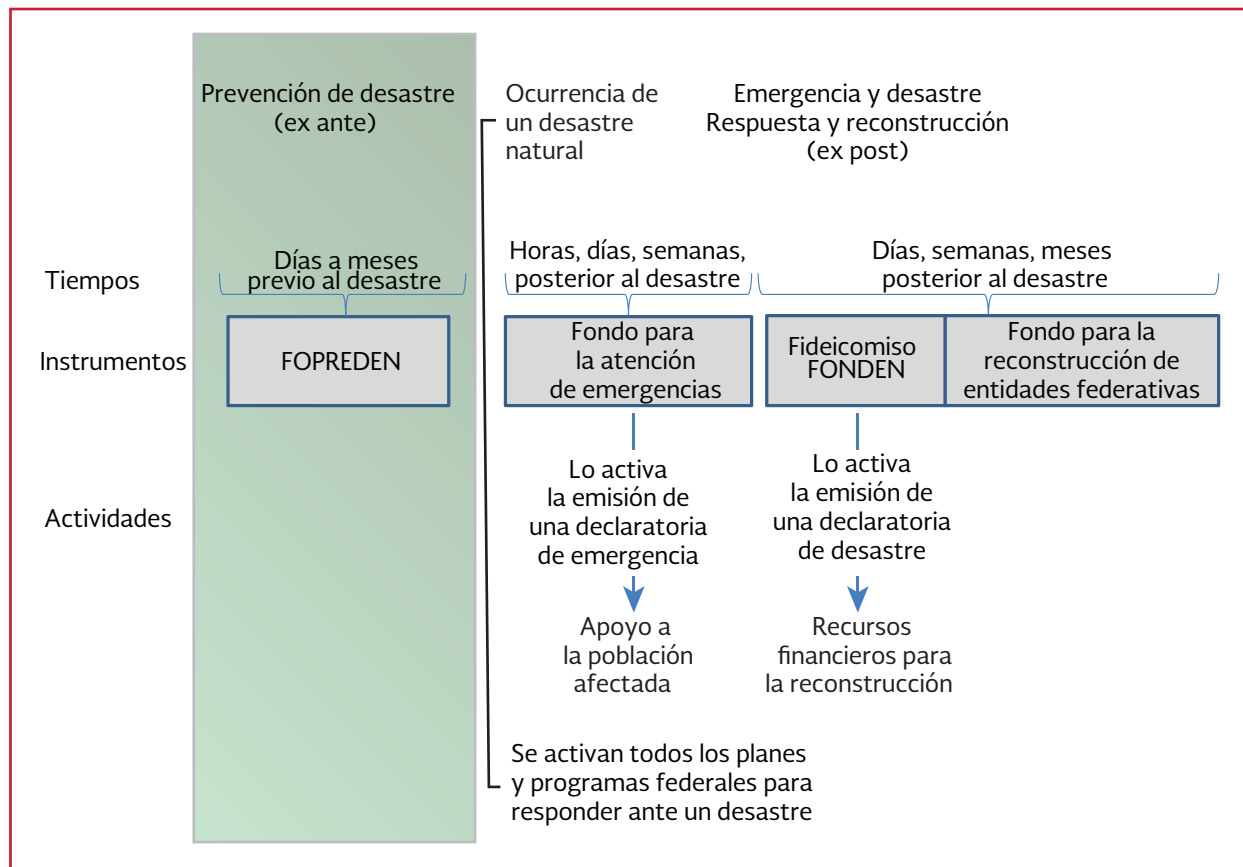 Prevención de desastre
(ex ante)
Ocurrencia de
un desastre
natural
Emergencia y desastre
Respuesta y reconstrucción
(ex post)
Tiempos
Días a meses
previo al desastre
Horas, días, semanas,
posterior al desastre
Días, semanas, meses
posterior al desastre
Instrumentos
FOPREDEN
Fondo para
la atención
de emergencias
Fideicomiso
FONDEN
Fondo para la
reconstrucción de
entidades federativas
Actividades
Lo activa
la emisión de
una declaratoria
de emergencia
Lo activa
la emisión de
una declaratoria
de desastre
Apoyo a
la población
afectada
Recursos
financieros para
la reconstrucción
Se activan todos los planes
y programas federales para
responder ante un desastre